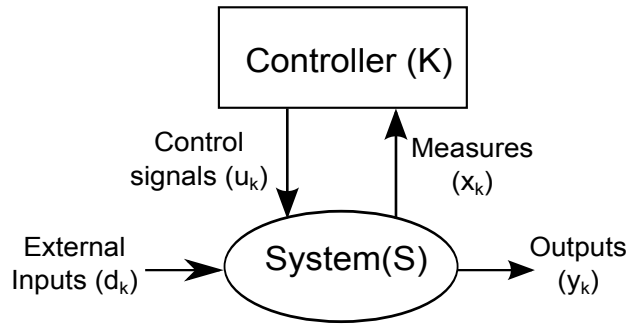 Controller (K)
Control
signals (uₖ)
Measures
(xₖ)
External
Inputs (dₖ)
System(S)
Outputs
(yₖ)